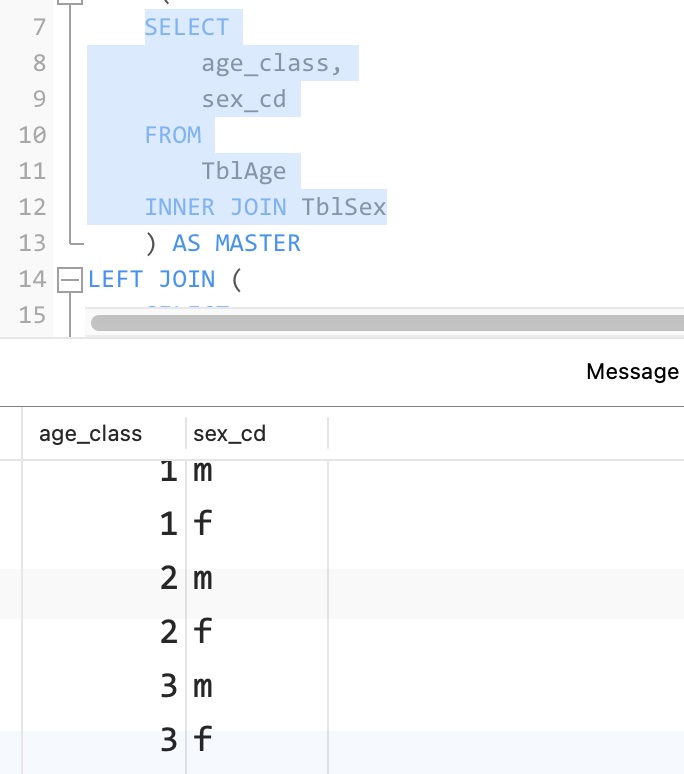 7 SELECT
8 age_class,
9 sex_cd
10 FROM
11 TblAge
12 INNER JOIN TblSex
13 ) AS MASTER
14 LEFT JOIN (
15
Message
age_class sex_cd
1 m
1 f
2 m
2 f
3 m
3 f